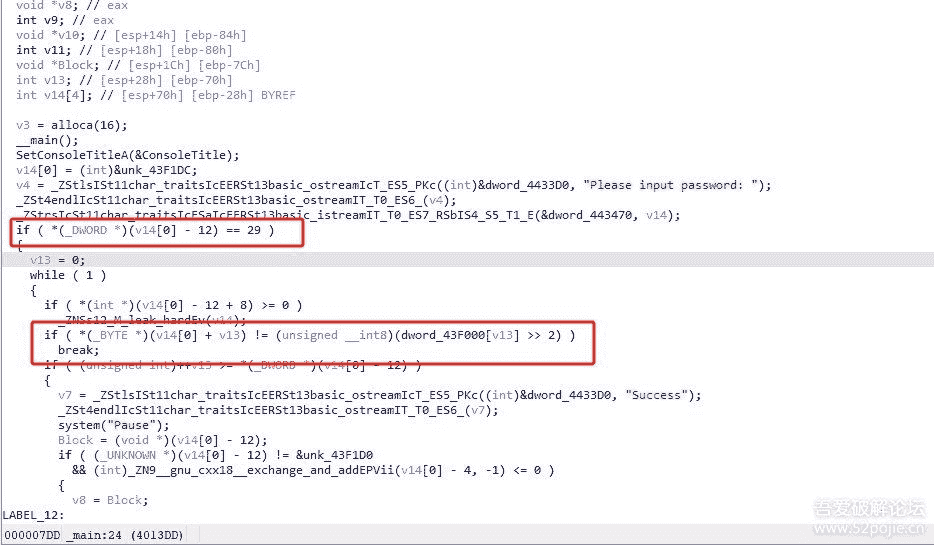 void *v8; // eax
int v9; // eax
void *v10; // [esp+14h] [ebp-84h]
int v11; // [esp+18h] [ebp-80h]
void *Block; // [esp+1Ch] [ebp-7Ch]
int v13; // [esp+28h] [ebp-70h]
int v14[4]; // [esp+70h] [ebp-28h] BYREF
v3 = alloca(16);
__main();
SetConsoleTitleA(&ConsoleTitle);
v14[0] = (int)&unk_43F1DC;
v4 = _ZStlsISt11char_traitsIcEERSt13basic_ostreamIcT_ES5_PKc((int)&dword_4433D0, "Please input password: ");
_ZSt4endlIcSt11char_traitsIcEERSt13basic_ostreamIT_T0_ES6_(v4);
_ZStrsIcSt11char_traitsIcESaIcEERSt13basic_istreamIT_T0_ES7_RSbIS4_S5_T1_E(&dword_443470, v14);
if ( *(_DWORD *)(v14[0] - 12) == 29 )
{
v13 = 0;
while ( 1 )
{
if ( *(int *)(v14[0] - 12 + 8) >= 0 )
_ZNSs12_M_leak_hardEv(v14);
if ( *(_BYTE *)(v14[0] + v13) != (unsigned __int8)(dword_43F000[v13] >> 2) )
break;
if ( (unsigned int)++v13 >= *(_DWORD *)(v14[0] - 12) )
{
v7 = _ZStlsISt11char_traitsIcEERSt13basic_ostreamIcT_ES5_PKc((int)&dword_4433D0, "Success");
_ZSt4endlIcSt11char_traitsIcEERSt13basic_ostreamIT_T0_ES6_(v7);
system("Pause");
Block = (void *)(v14[0] - 12);
if ( (_UNKNOWN *)(v14[0] - 12) != &unk_43F1D0
&& (int)_ZN9__gnu_cxx18__exchange_and_addEPVii(v14[0] - 4, -1) <= 0 )
{
v8 = Block;
LABEL_12:
000007DD _main:24 (4013DD)
吾爱破解论坛
www.52pojie.cn